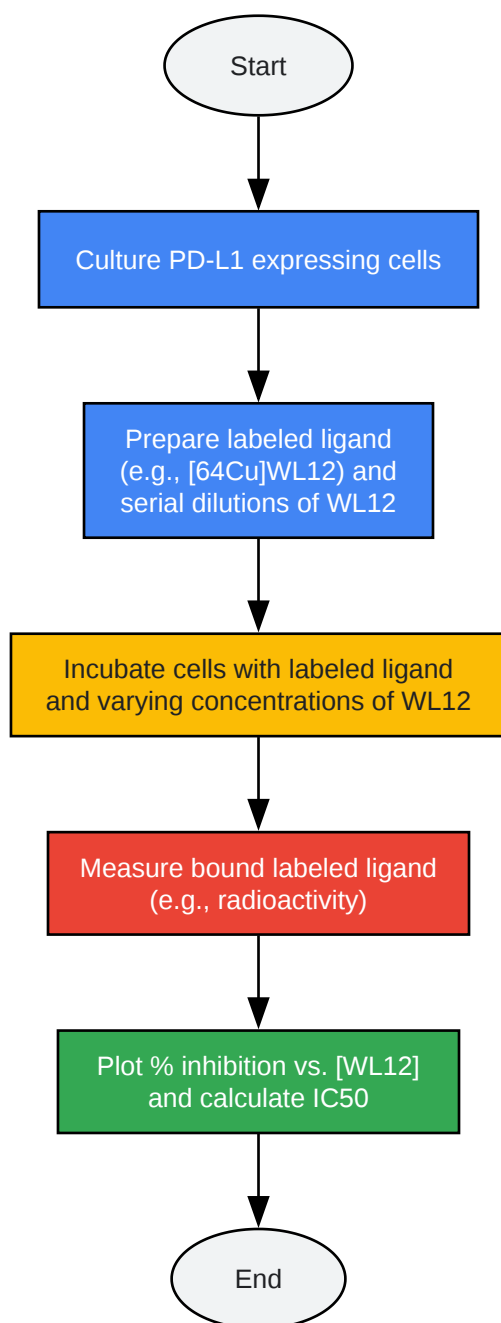 Start
Culture PD-L1 expressing cells
Prepare labeled ligand
(e.g., [64Cu]WL12) and
serial dilutions of WL12
Incubate cells with labeled ligand
and varying concentrations of WL12
Measure bound labeled ligand
(e.g., radioactivity)
Plot % inhibition vs. [WL12]
and calculate IC50
End